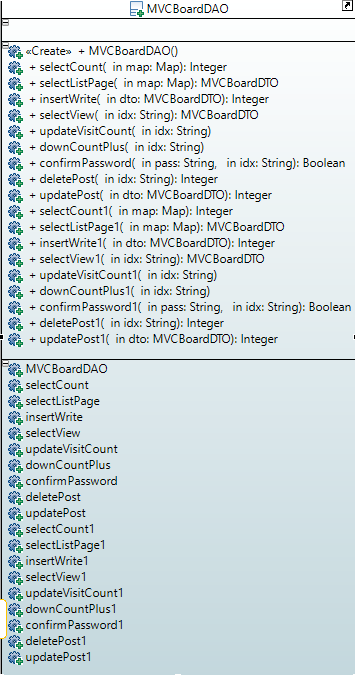 MVCBoardDAO
«Create» + MVCBoardDAO()
+ selectCount( in map: Map): Integer
+ selectListPage( in map: Map): MVCBoardDTO
+ insertWrite( in dto: MVCBoardDTO): Integer
+ selectView( in idx: String): MVCBoardDTO
+ updateVisitCount( in idx: String)
+ downCountPlus( in idx: String)
+ confirmPassword( in pass: String, in idx: String): Boolean
+ deletePost( in idx: String): Integer
+ updatePost( in dto: MVCBoardDTO): Integer
+ selectCount1( in map: Map): Integer
+ selectListPage1( in map: Map): MVCBoardDTO
+ insertWrite1( in dto: MVCBoardDTO): Integer
+ selectView1( in idx: String): MVCBoardDTO
+ updateVisitCount1( in idx: String)
+ downCountPlus1( in idx: String)
+ confirmPassword1( in pass: String, in idx: String): Boolean
+ deletePost1( in idx: String): Integer
+ updatePost1( in dto: MVCBoardDTO): Integer
MVCBoardDAO
selectCount
selectListPage
insertWrite
selectView
updateVisitCount
downCountPlus
confirmPassword
deletePost
updatePost
selectCount1
selectListPage1
insertWrite1
selectView1
updateVisitCount1
downCountPlus1
confirmPassword1
deletePost1
updatePost1